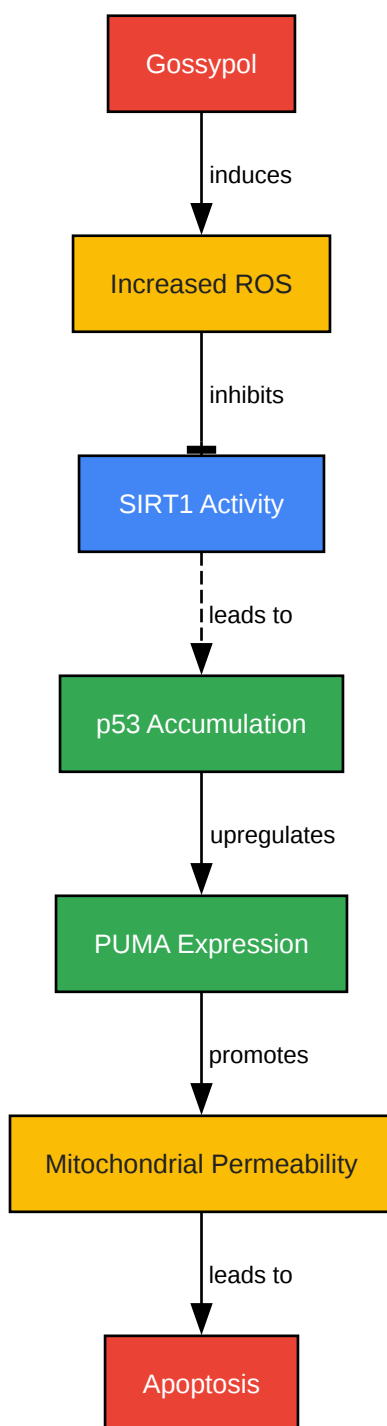 Gossypol
induces
Increased ROS
inhibits
SIRT1 Activity
leads to
p53 Accumulation
upregulates
PUMA Expression
promotes
Mitochondrial Permeability
leads to
Apoptosis